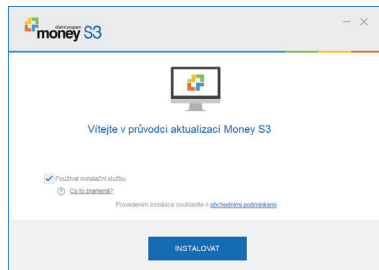 účetní program
money S3
Vítejte v průvodci aktualizací Money S3
Používat instalační službu
Co to znamená?
Provedením instalace souhlasíte s obchodními podmínkami
INSTALOVAT